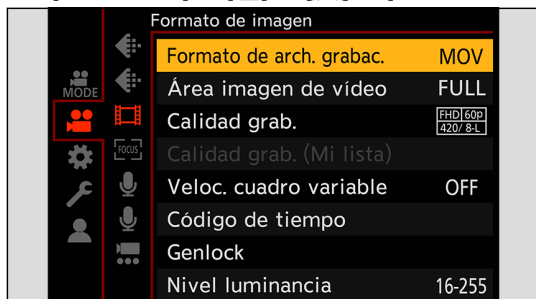 Formato de imagen
MODE
FOCUS
Formato de arch. grabac. MOV
Área imagen de vídeo FULL
Calidad grab. FHD 60p
420/ 8-L
Calidad grab. (Mi lista)
Veloc. cuadro variable OFF
Código de tiempo
Genlock
Nivel luminancia 16-255